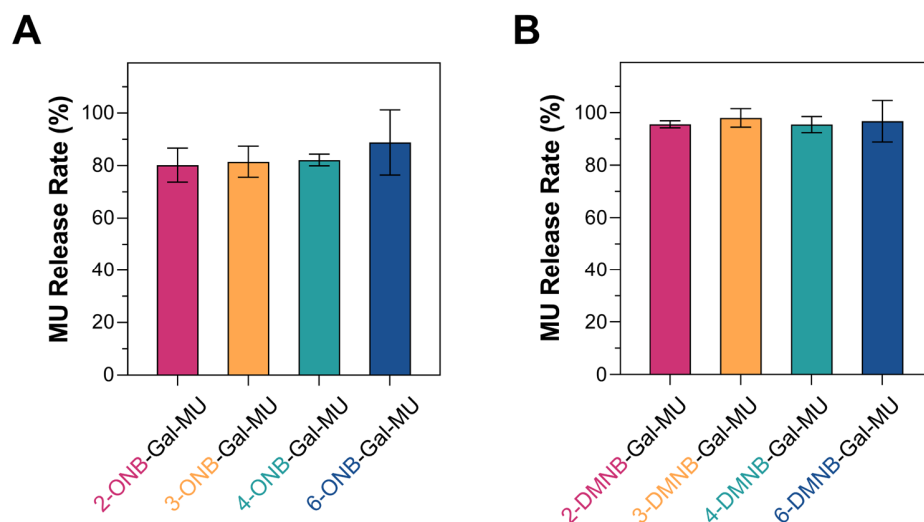 A
MU Release Rate (%)
100
80
60
40
20
0
2-ONB-Gal-MU
3-ONB-Gal-MU
4-ONB-Gal-MU
6-ONB-Gal-MU
B
MU Release Rate (%)
100
80
60
40
20
0
2-DMNB-Gal-MU
3-DMNB-Gal-MU
4-DMNB-Gal-MU
6-DMNB-Gal-MU